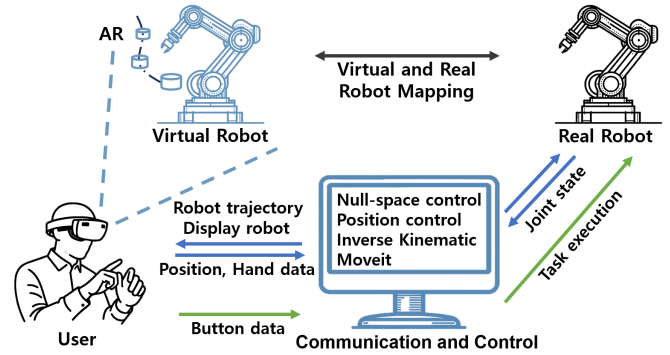 AR
Virtual and Real
Robot Mapping
Virtual Robot
Real Robot
Robot trajectory
Display robot
Position, Hand data
Null-space control
Position control
Inverse Kinematic
Moveit
Joint state
Task execution
User
Button data
Communication and Control